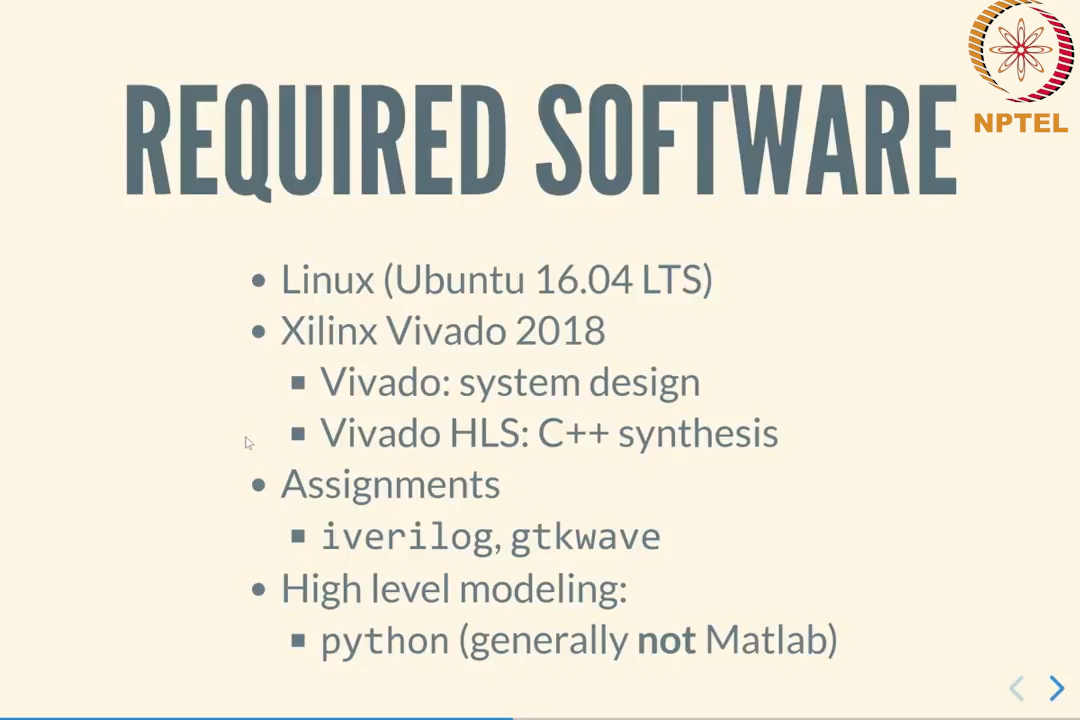 NPTEL
REQUIRED SOFTWARE
• Linux (Ubuntu 16.04 LTS)
• Xilinx Vivado 2018
▪ Vivado: system design
▪ Vivado HLS: C++ synthesis
• Assignments
▪ iverilog, gtkwave
• High level modeling:
▪ python (generally not Matlab)